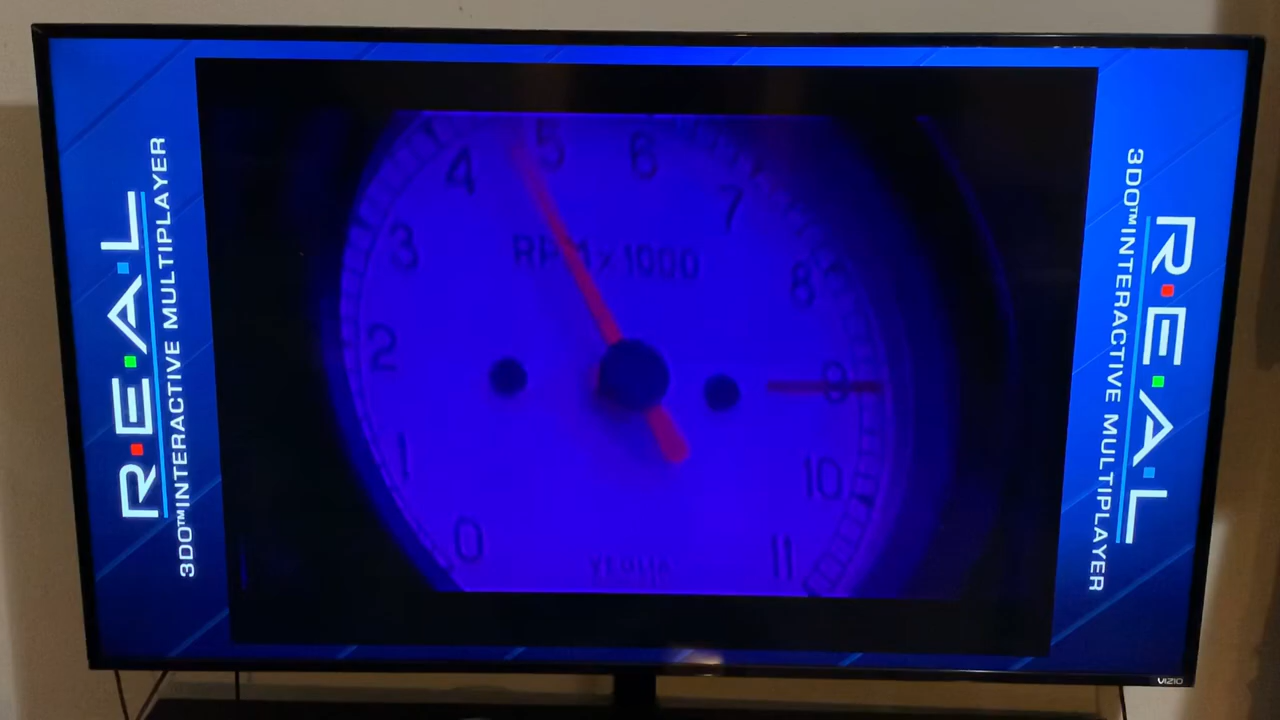 R·E·A·L
3DO™INTERACTIVE MULTIPLAYER
0
1
2
3
4
5
6
7
8
9
10
11
RPM×1000
VEGLIA
R·E·A·L
3DO™INTERACTIVE MULTIPLAYER
VIZIO